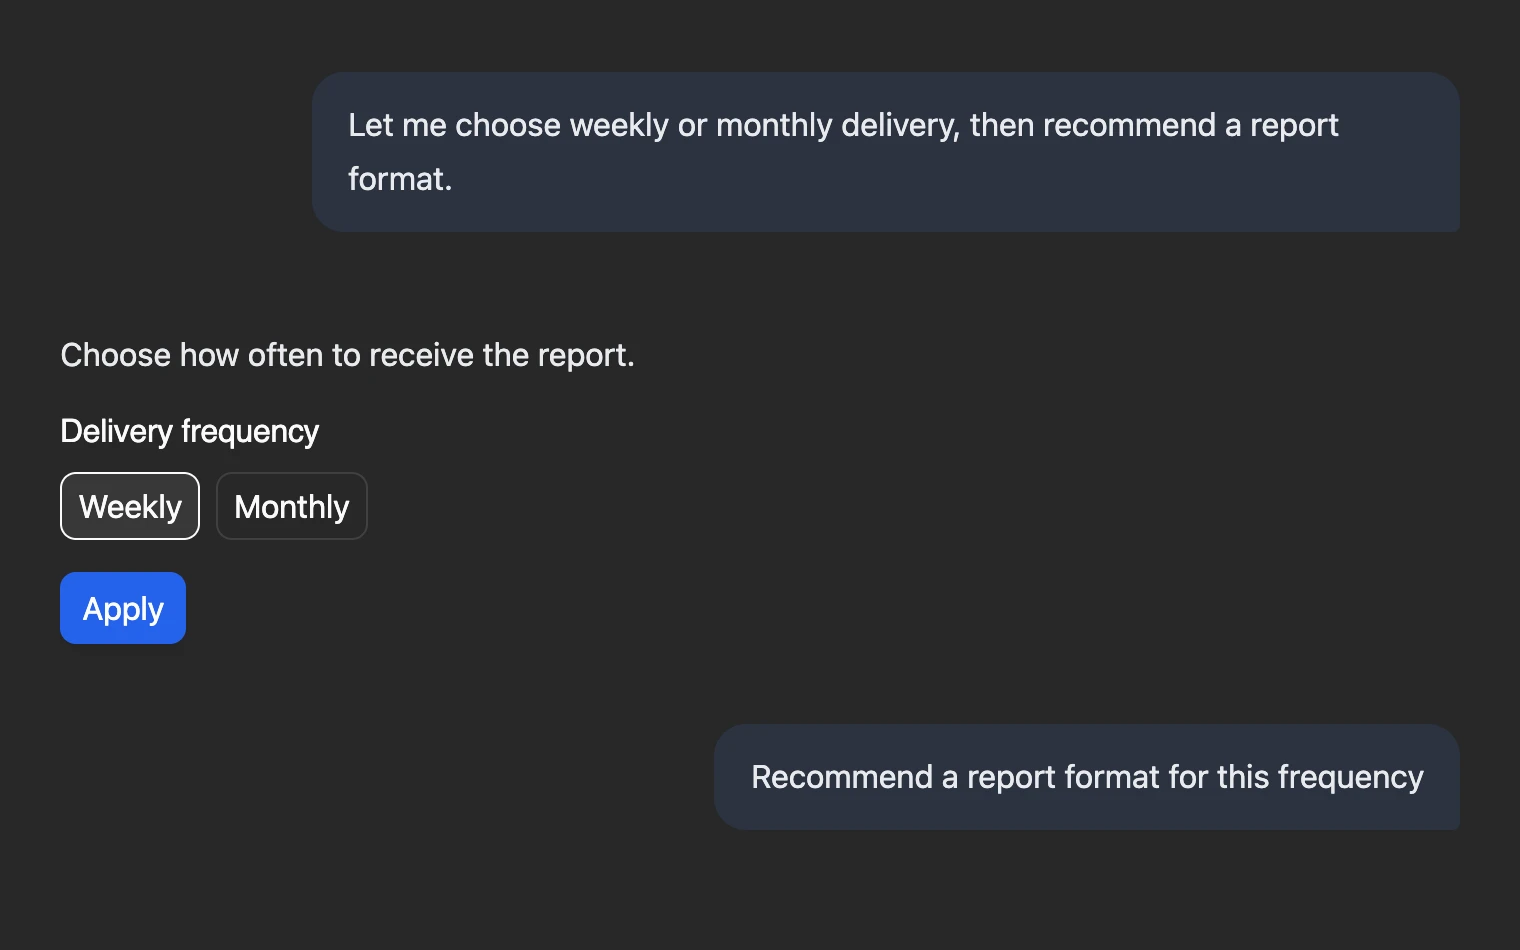 Let me choose weekly or monthly delivery, then recommend a report
format.
Choose how often to receive the report.
Delivery frequency
Weekly
Monthly
Apply
Recommend a report format for this frequency